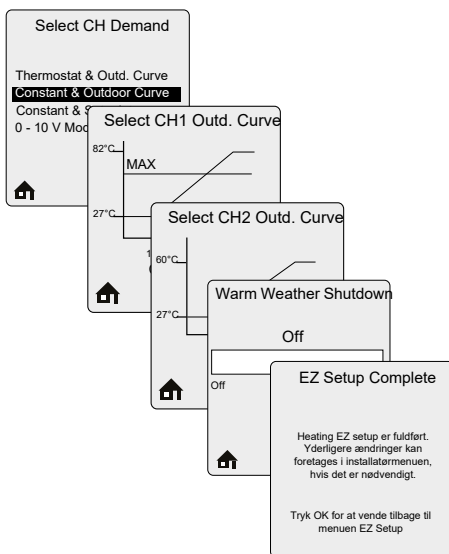 Select CH Demand
Thermostat & Outd. Curve
Constant & Outdoor Curve
Constant &
0 - 10 V
Select CH1 Outd. Curve
82°C
MAX
27°C
Select CH2 Outd. Curve
60°C
27°C
Warm Weather Shutdown
Off
Off
EZ Setup Complete
Heating EZ setup er fuldført.
Yderligere ændringer kan
foretages i installatørmenuen,
hvis det er nødvendigt.
Tryk OK for at vende tilbage til
menuen EZ Setup